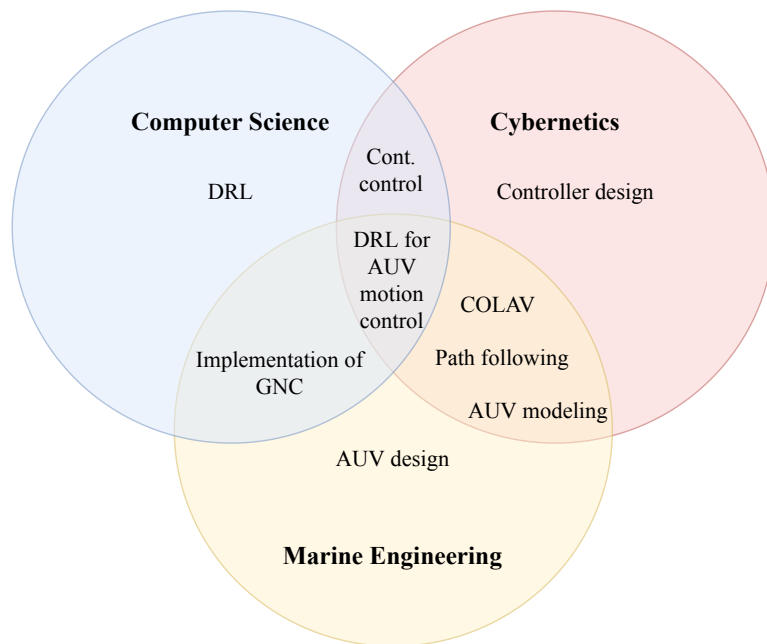 Computer Science
Cybernetics
Cont.
control
DRL
Controller design
DRL for
AUV
motion
control
COLAV
Path following
Implementation of
GNC
AUV modeling
AUV design
Marine Engineering